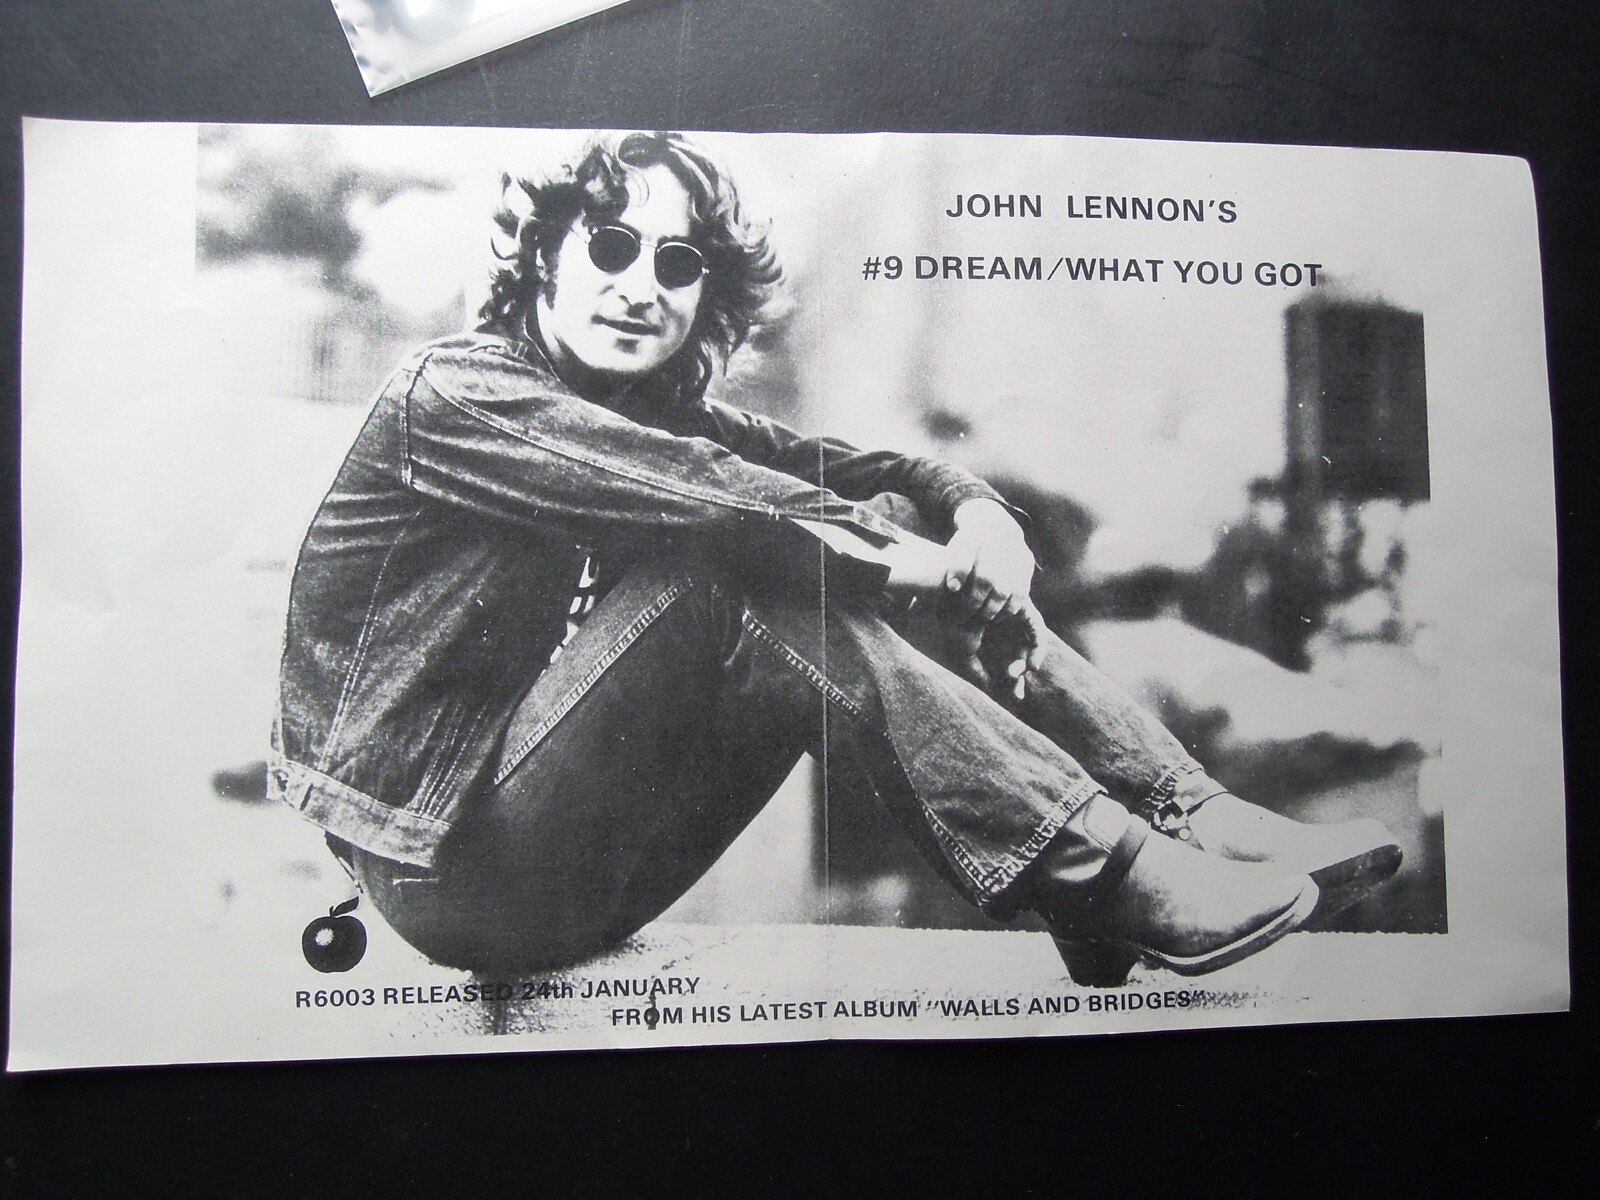 JOHN LENNON'S
#9 DREAM/WHAT YOU GOT
R6003 RELEASED 24th JANUARY
FROM HIS LATEST ALBUM "WALLS AND BRIDGES"